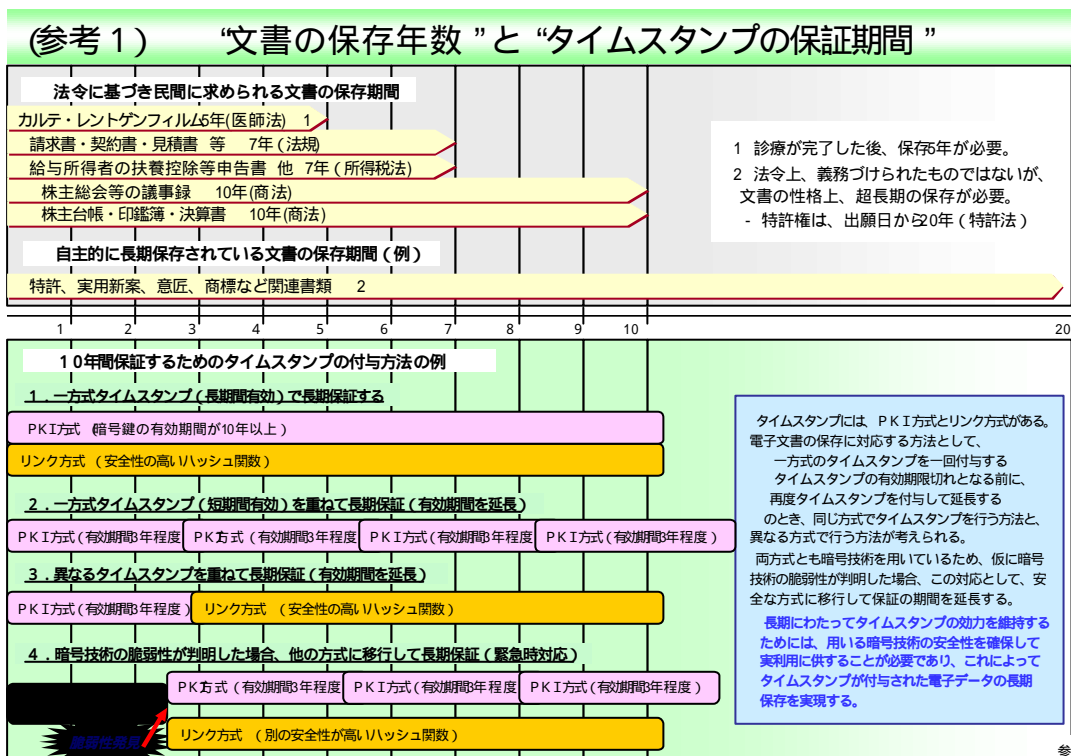 (参考１)　“文書の保存年数 ”と “タイムスタンプの保証期間 ”
法令に基づき民間に求められる文書の保存期間
カルテ・レントゲンフィルム5年(医師法)　1
請求書・契約書・見積書 等　7年 (法規)
給与所得者の扶養控除等申告書 他 7年 (所得税法)
株主総会等の議事録　10年(商法)
株主台帳・印鑑簿・決算書　10年(商法)
自主的に長期保存されている文書の保存期間 (例)
特許、実用新案、意匠、商標など関連書類　2
1 診療が完了した後、保存5年が必要。
2 法令上、義務づけられたものではないが、
文書の性格上、超長期の保存が必要。
- 特許権は、出願日から20年 (特許法)
1 2 3 4 5 6 7 8 9 10 20
１０年間保証するためのタイムスタンプの付与方法の例
１．一方式タイムスタンプ (長期間有効) で長期保証する
PKI方式 (暗号鍵の有効期間が10年以上)
リンク方式 (安全性の高いハッシュ関数)
２．一方式タイムスタンプ (短期間有効) を重ねて長期保証 (有効期間を延長)
PKI方式 (有効期間3年程度)
PKI方式 (有効期間3年程度)
PKI方式 (有効期間3年程度)
PKI方式 (有効期間3年程度)
３．異なるタイムスタンプを重ねて長期保証 (有効期間を延長)
PKI方式 (有効期間3年程度)
リンク方式 (安全性の高いハッシュ関数)
４．暗号技術の脆弱性が判明した場合、他の方式に移行して長期保証 (緊急時対応)
PKI方式 (有効期間3年程度
PKI方式 (有効期間3年程度
PKI方式 (有効期間3年程度)
脆弱性発見
リンク方式 (別の安全性が高いハッシュ関数)
タイムスタンプには、PKI方式とリンク方式がある。
電子文書の保存に対応する方法として、
一方式のタイムスタンプを一回付与する
タイムスタンプの有効期限切れとなる前に、
再度タイムスタンプを付与して延長する
のとき、同じ方式でタイムスタンプを行う方法と、
異なる方式で行う方法が考えられる。
両方式とも暗号技術を用いているため、仮に暗号
技術の脆弱性が判明した場合、この対応として、安
全な方式に移行して保証の期間を延長する。
長期にわたってタイムスタンプの効力を維持する
ためには、用いる暗号技術の安全性を確保して
実利用に供することが必要であり、これによって
タイムスタンプが付与された電子データの長期
保存を実現する。
参